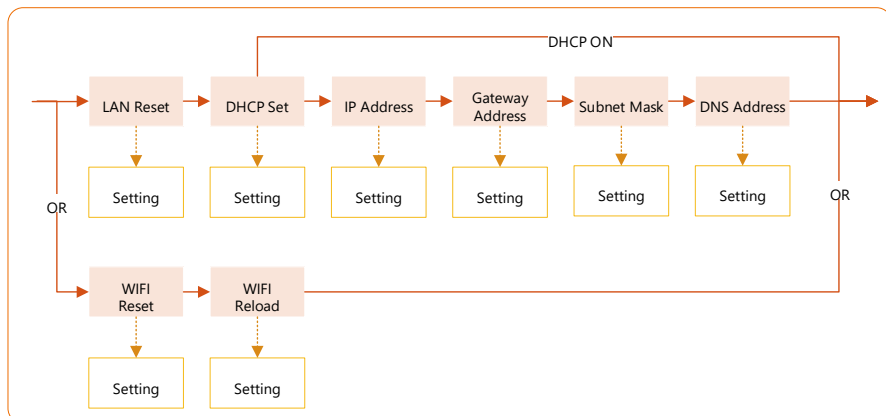 DHCP ON
LAN Reset
DHCP Set
IP Address
Gateway
Address
Subnet Mask
DNS Address
Setting
Setting
Setting
Setting
Setting
Setting
OR
OR
WIFI
Reset
WIFI
Reload
Setting
Setting